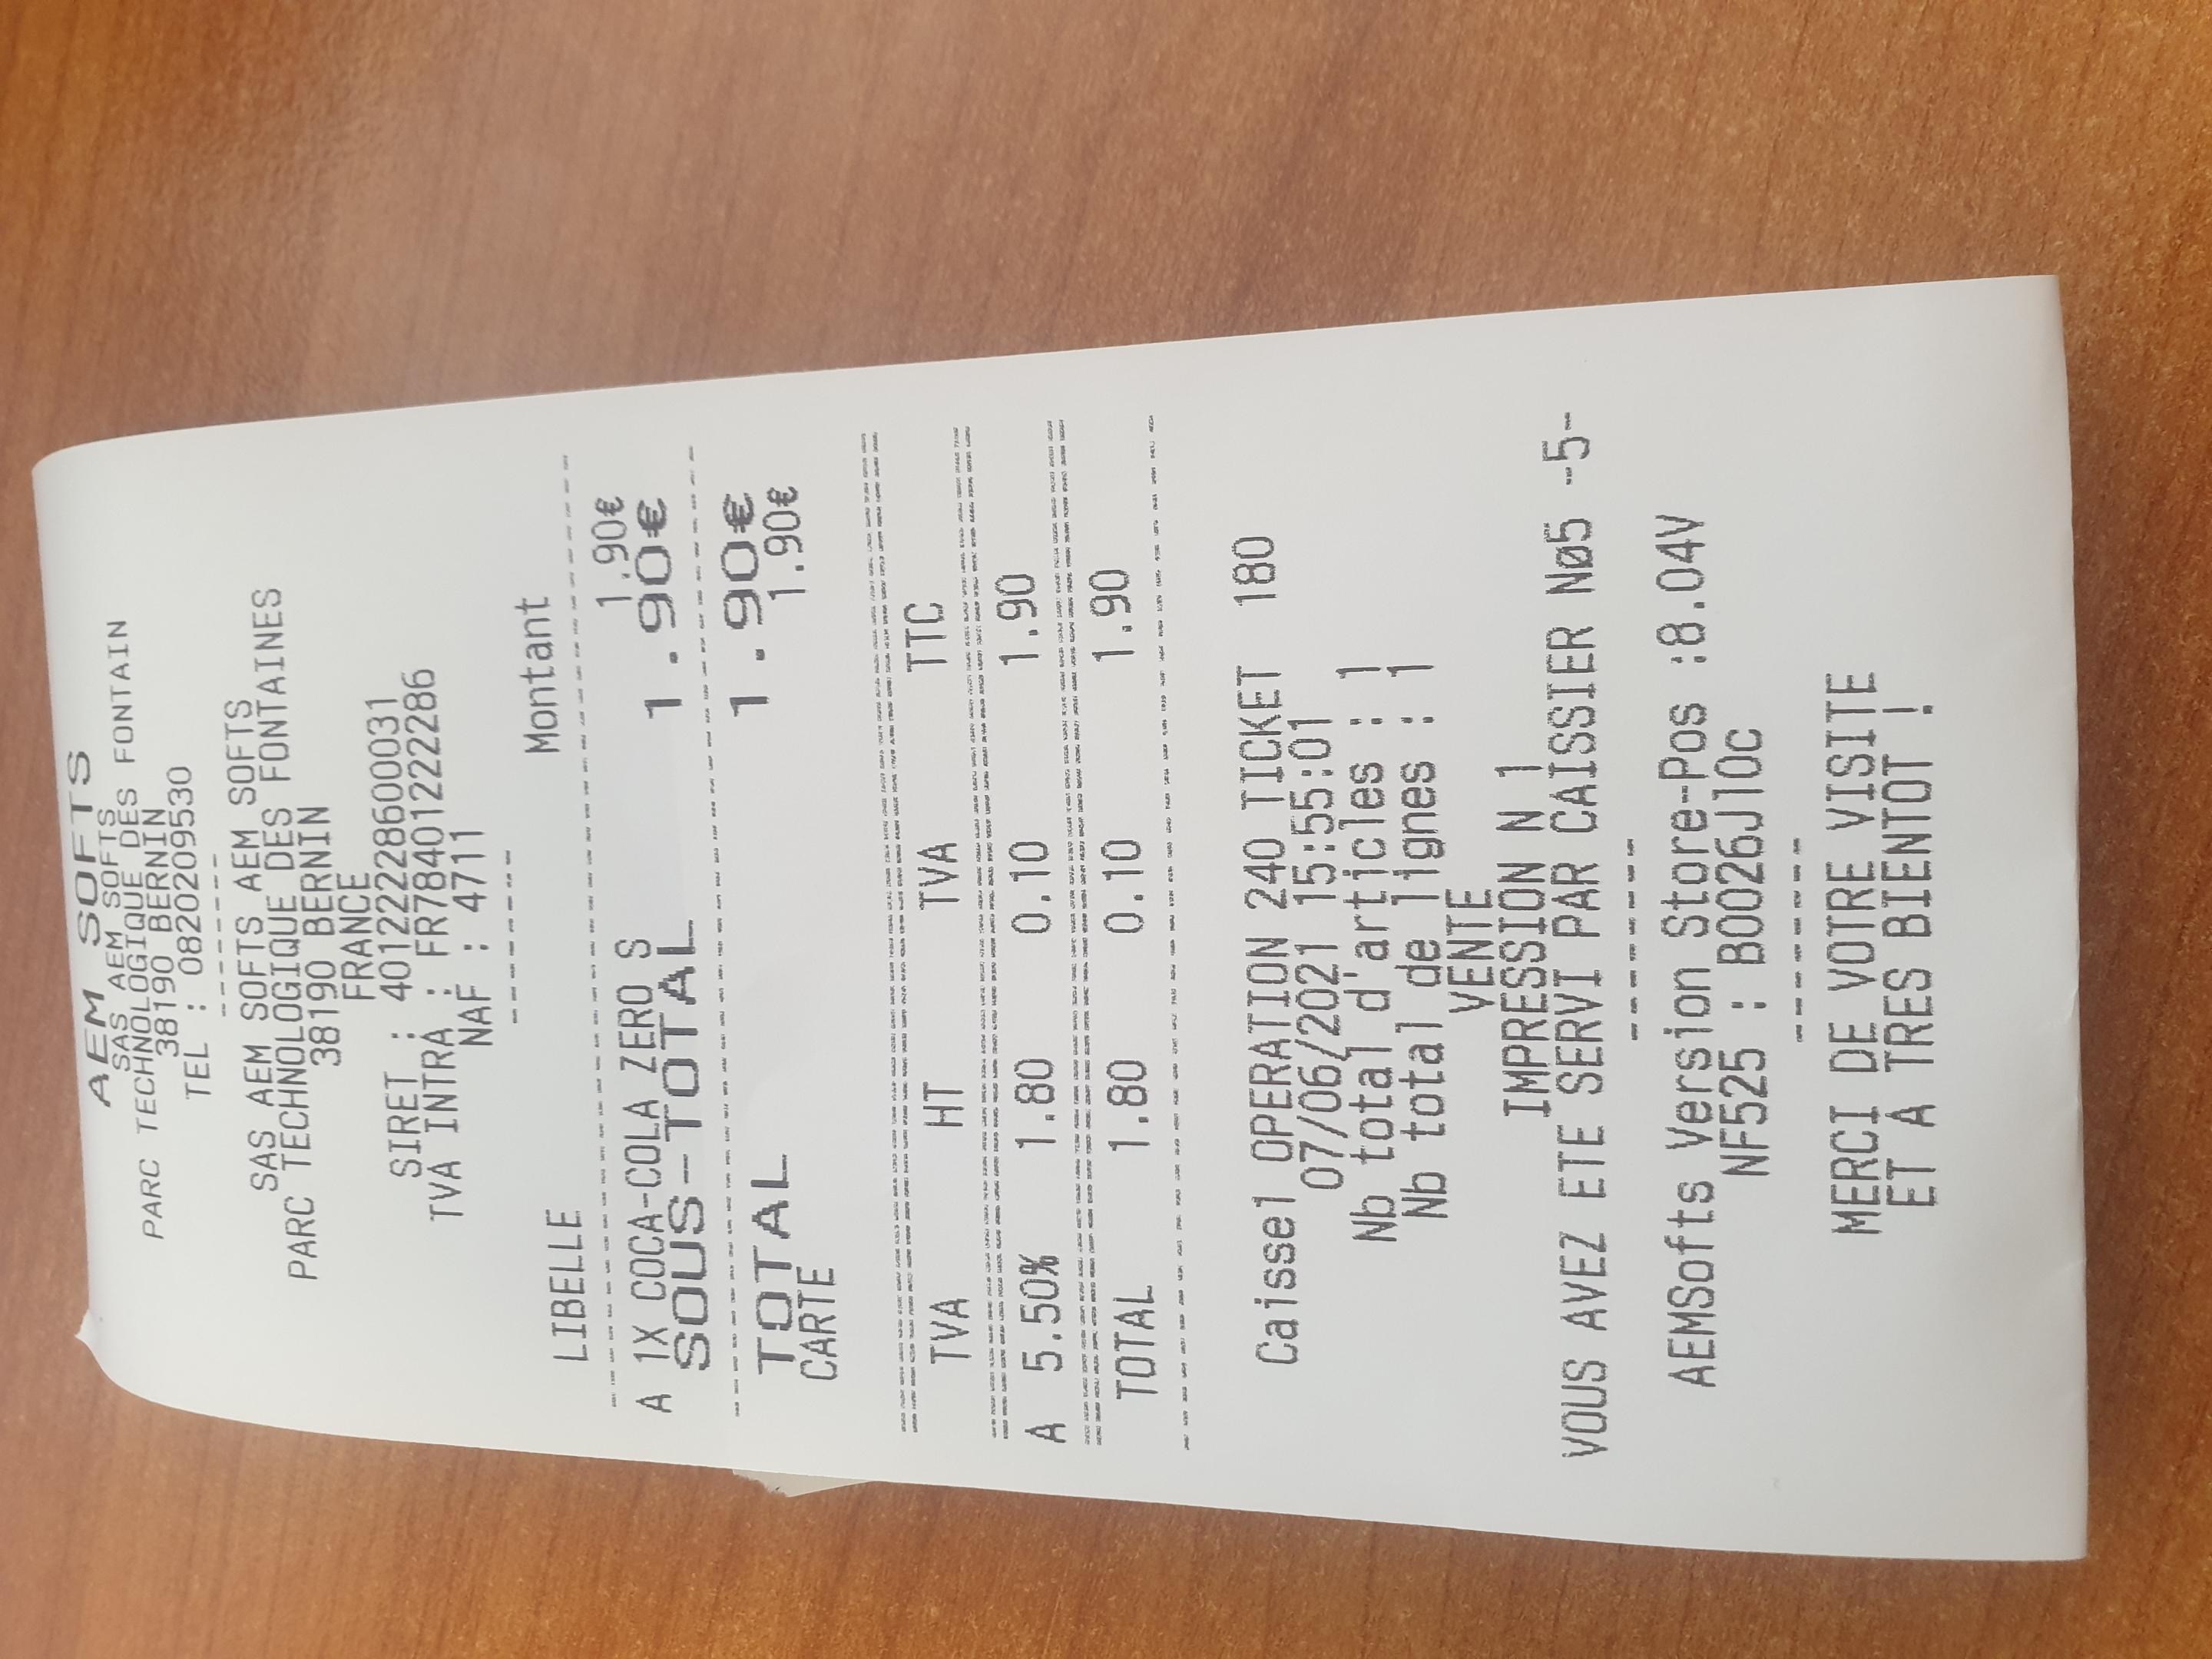 AEM SOFTS
SAS AEM SOFTS
PARC TECHNOLOGIQUE DES FONTAIN
38190 BERNIN
TEL : 0820209530
--------
SAS AEM SOFTS AEM SOFTS
PARC TECHNOLOGIQUE DES FONTAINES
38190 BERNIN
FRANCE
SIRET : 40122228600031
TVA INTRA : FR78401222286
NAF : 4711
--------
LIBELLE Montant
A 1X COCA-COLA ZERO S 1.90€
SOUS-TOTAL 1.90€
TOTAL 1.90€
CARTE 1.90€
TVA HT TVA TTC
A 5.50% 1.80 0.10 1.90
TOTAL 1.80 0.10 1.90
Caisse1 OPERATION 240 TICKET 180
07/06/2021 15:55:01
Nb total d'articles : 1
Nb total de lignes : 1
VENTE
IMPRESSION N 1
VOUS AVEZ ETE SERVI PAR CAISSIER Nø5 -5-
--------
AEMSofts Version Store-Pos :8.04V
NF525 : B0026J10C
--------
MERCI DE VOTRE VISITE
ET A TRES BIENTOT !